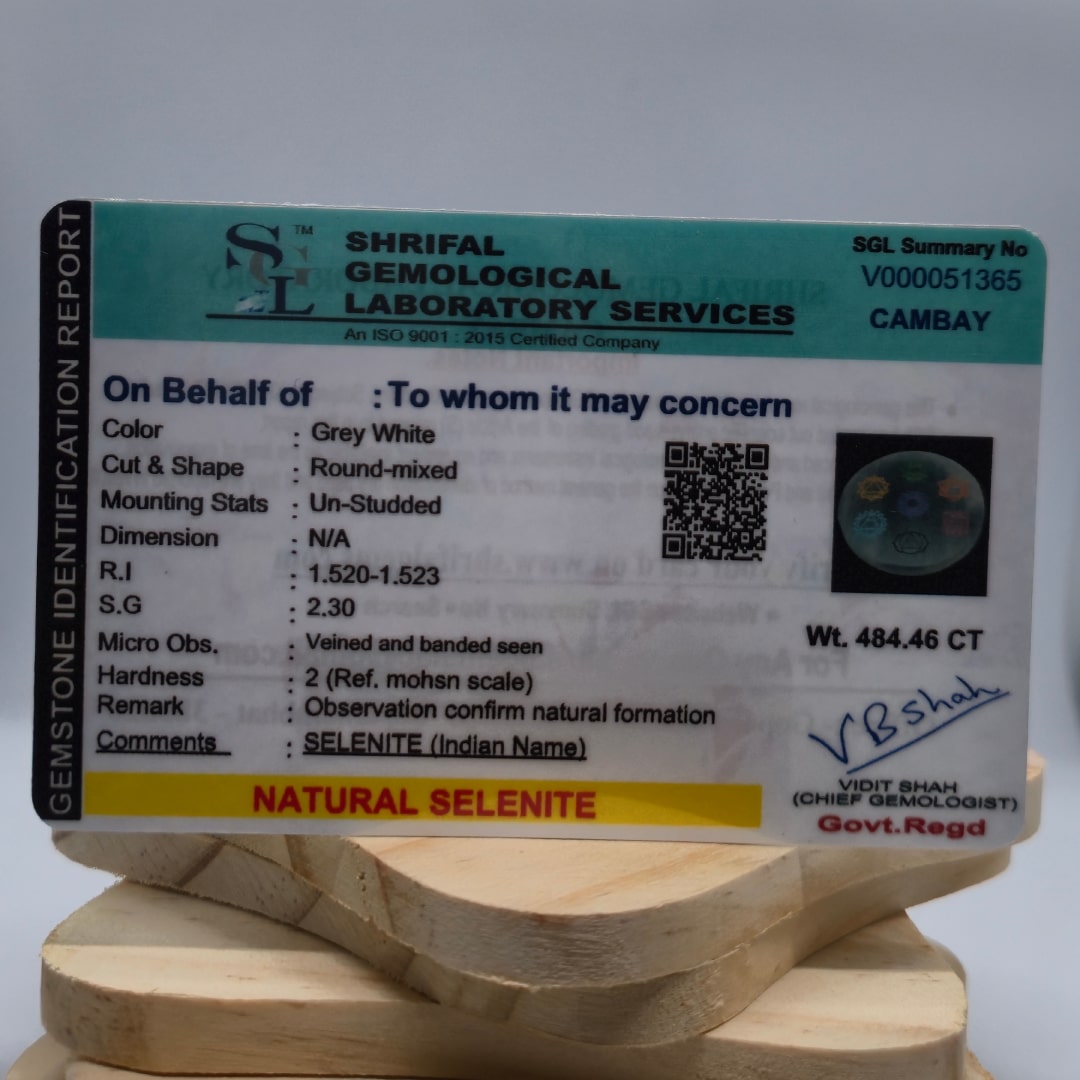 GEMSTONE IDENTIFICATION REPORT
SGL
TM
SHRIFAL
GEMOLOGICAL
LABORATORY SERVICES
An ISO 9001 : 2015 Certified Company
SGL Summary No
V000051365
CAMBAY
On Behalf of : To whom it may concern
Color : Grey White
Cut & Shape : Round-mixed
Mounting Stats : Un-Studded
Dimension : N/A
R.I : 1.520-1.523
S.G : 2.30
Micro Obs. : Veined and banded seen
Hardness : 2 (Ref. mohsn scale)
Remark : Observation confirm natural formation
Comments : SELENITE (Indian Name)
NATURAL SELENITE
Wt. 484.46 CT
VBshah
VIDIT SHAH
(CHIEF GEMOLOGIST)
Govt.Regd